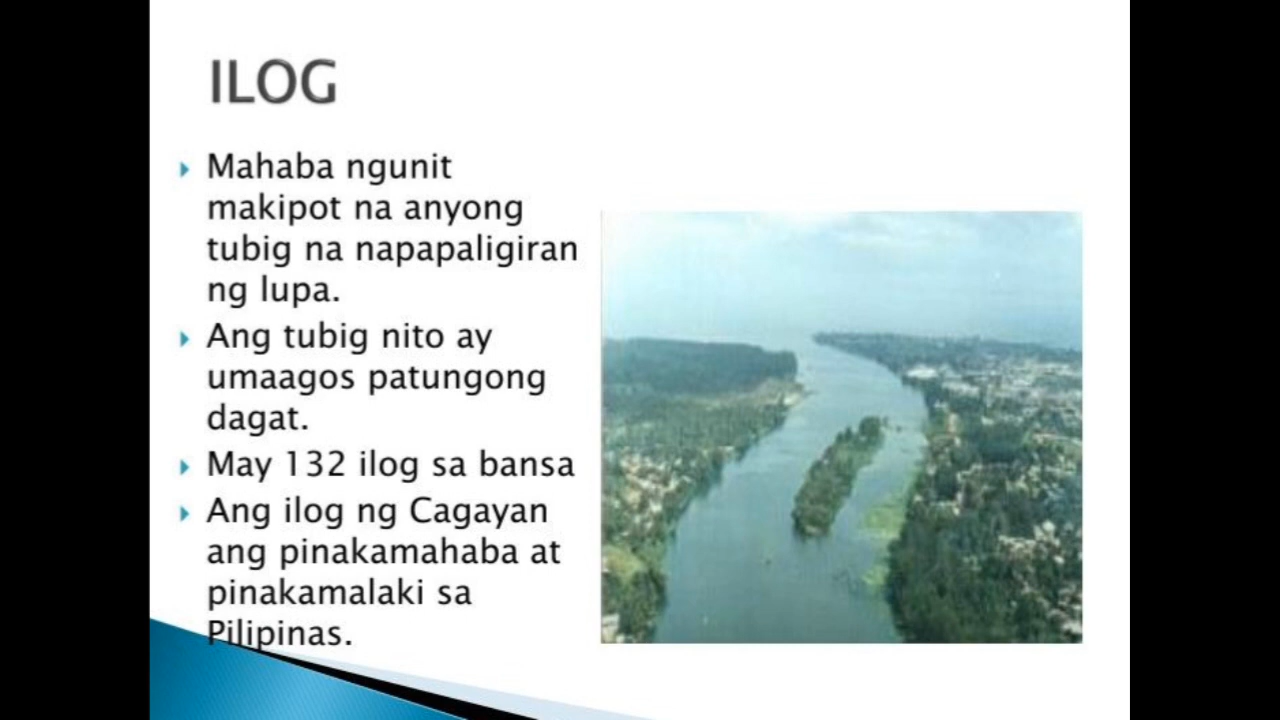 ILOG
Mahaba ngunit
makipot na anyong
tubig na napapaligiran
ng lupa.
Ang tubig nito ay
umaagos patungong
dagat.
May 132 ilog sa bansa
Ang ilog ng Cagayan
ang pinakamahaba at
pinakamalaki sa
Pilipinas.